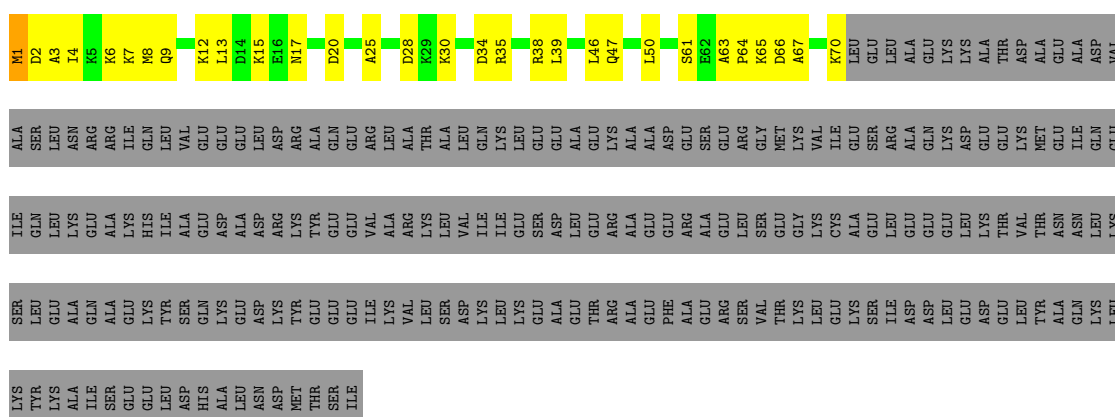 M1 D2 A3 I4 K5 K6 K7 M8 Q9 K12 L13 D14 K15 E16 N17 D20 A25 D28 K29 K30 D34 R35 R38 L39 L46 Q47 L50 S61 E62 A63 P64 K65 D66 A67 K70 LEU GLU LEU ALA GLU LYS LYS ALA THR ASP ALA GLU ALA ASP VAL
ALA SER LEU ASN ARG ARG ILE GLN LEU VAL GLU GLU GLU LEU ASP ARG ALA GLN GLU ARG LEU ALA THR ALA LEU GLN LYS LEU GLU GLU ALA GLU LYS ALA ALA ASP GLU SER GLU ARG GLY MET LYS VAL ILE GLU SER ARG ALA GLN LYS ASP GLU GLU LYS MET GLU ILE GLN GLU
ILE GLN LEU LYS GLU ALA LYS HIS ILE ALA GLU ASP ALA ASP ARG LYS TYR GLU GLU VAL ALA ARG LYS LEU VAL ILE ILE GLU SER ASP LEU GLU ARG ALA GLU GLU ARG ALA GLU LEU SER GLU GLY LYS CYS ALA GLU LEU GLU GLU GLU LEU LYS THR VAL THR ASN ASN LEU LYS
SER LEU GLU ALA GLN ALA GLU LYS TYR SER GLN LYS GLU ASP LYS TYR GLU GLU GLU ILE LYS VAL LEU SER ASP LYS LEU LYS GLU ALA GLU THR ARG ALA GLU PHE ALA GLU ARG SER VAL THR LYS LEU GLU LYS SER ILE ASP ASP LEU GLU ASP GLU LEU TYR ALA GLN LYS LEU
LYS TYR LYS ALA ILE SER GLU GLU LEU ASP HIS ALA LEU ASN ASP MET THR SER ILE